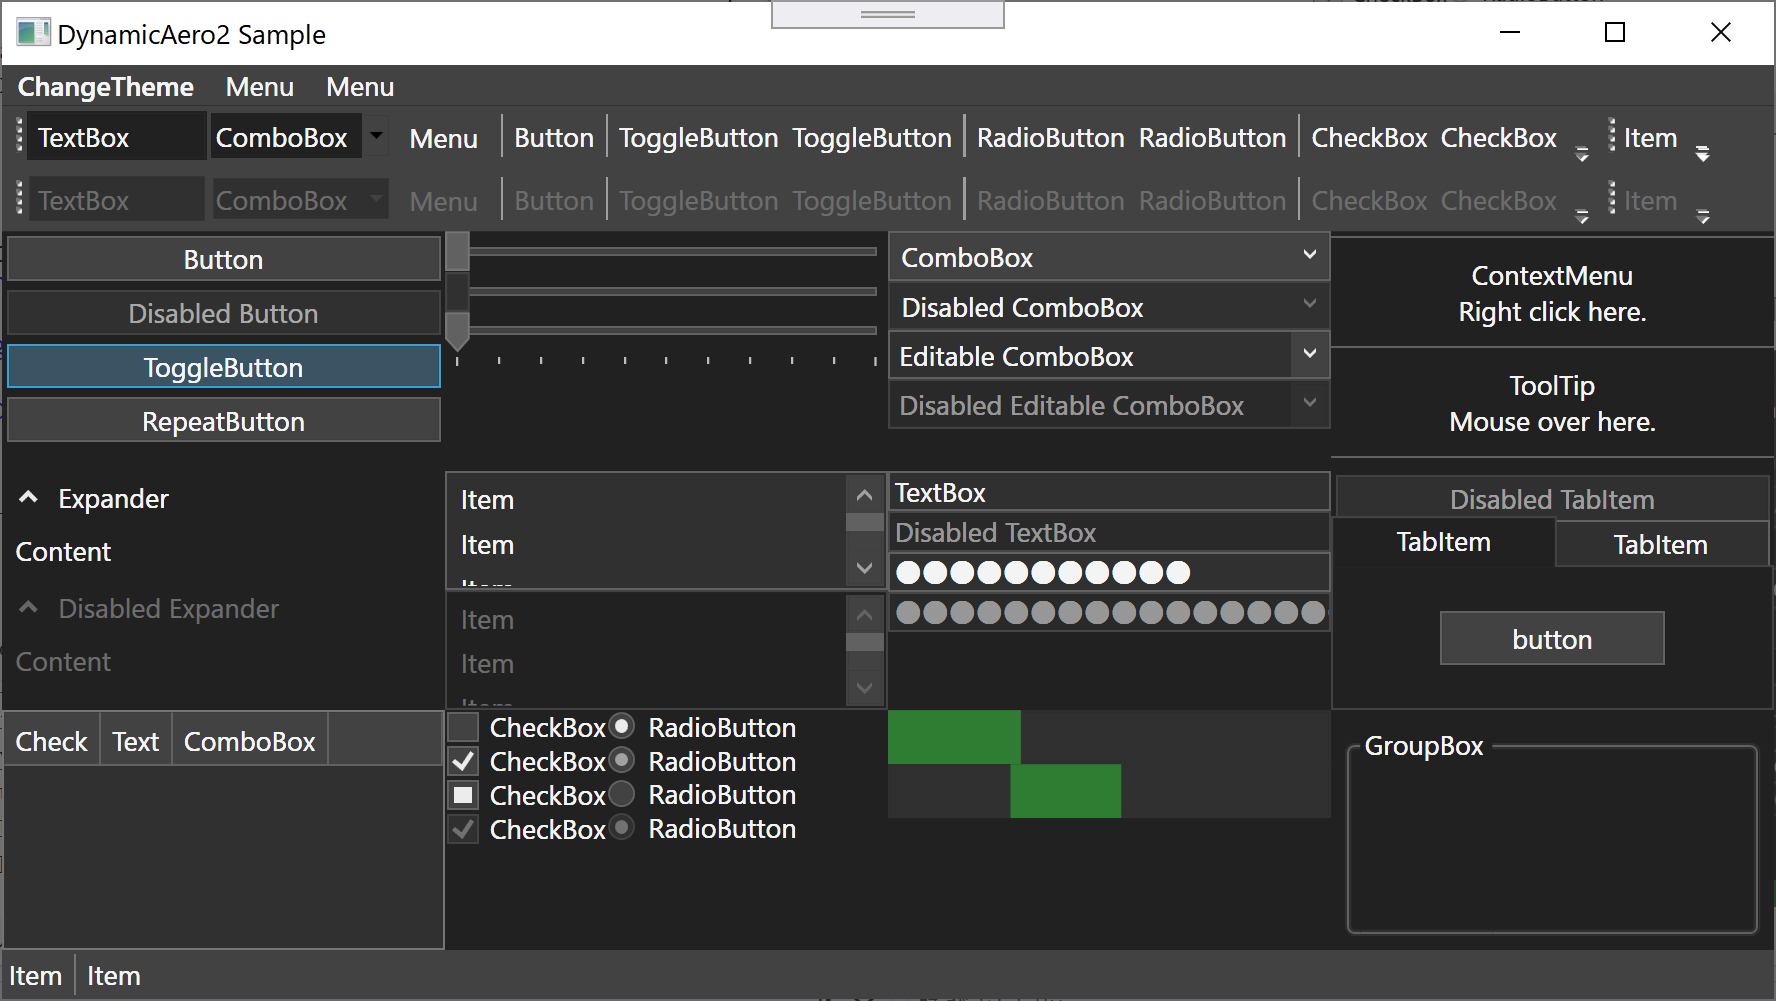 DynamicAero2 Sample
ChangeTheme Menu Menu
TextBox ComboBox Menu Button ToggleButton ToggleButton RadioButton RadioButton CheckBox CheckBox Item
TextBox ComboBox Menu Button ToggleButton ToggleButton RadioButton RadioButton CheckBox CheckBox Item
Button
Disabled Button
ToggleButton
RepeatButton
ComboBox
Disabled ComboBox
Editable ComboBox
Disabled Editable ComboBox
ContextMenu
Right click here.
ToolTip
Mouse over here.
Expander
Content
Disabled Expander
Content
Item
Item
Item
Item
Item
Item
TextBox
Disabled TextBox
Disabled TabItem
TabItem TabItem
button
Check Text ComboBox
CheckBox RadioButton
CheckBox RadioButton
CheckBox RadioButton
CheckBox RadioButton
GroupBox
Item Item